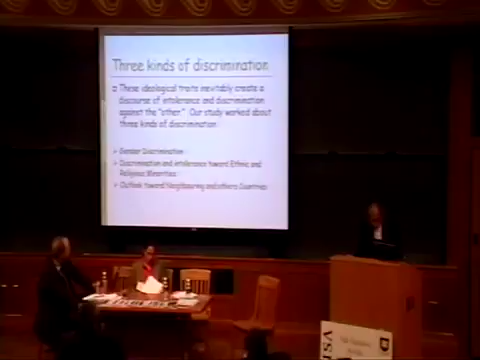 Three kinds of discrimination
These ideological traits inevitably create a
discourse of intolerance and discrimination
against the "other." Our study worked about
three kinds of discrimination:
Gender Discrimination
Discrimination and intolerance toward Ethnic and
Religious Minorities
Outlook toward Neighbouring and others Countries